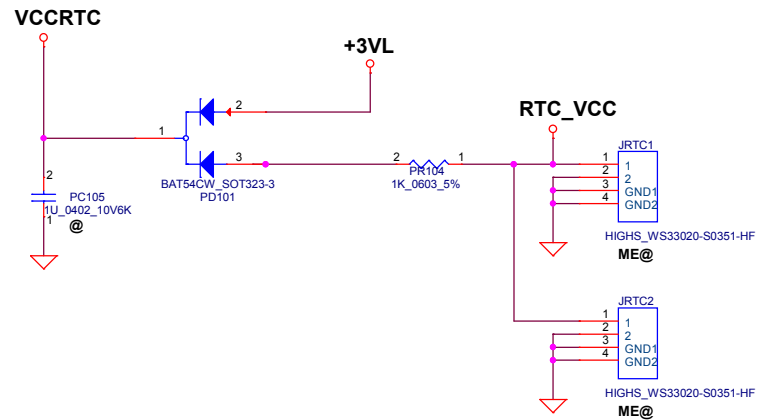 VCCRTC
+3VL
2
1
RTC_VCC
JRTC1
3
2
1
1
1
2
2
PR104
3
GND1
BAT54CW_SOT323-3
1K_0603_5%
4
GND2
2
PD101
PC105
1U_0402_10V6K
1
@
HIGHS_WS33020-S0351-HF
ME@
JRTC2
1
1
2
2
3
GND1
4
GND2
HIGHS_WS33020-S0351-HF
ME@